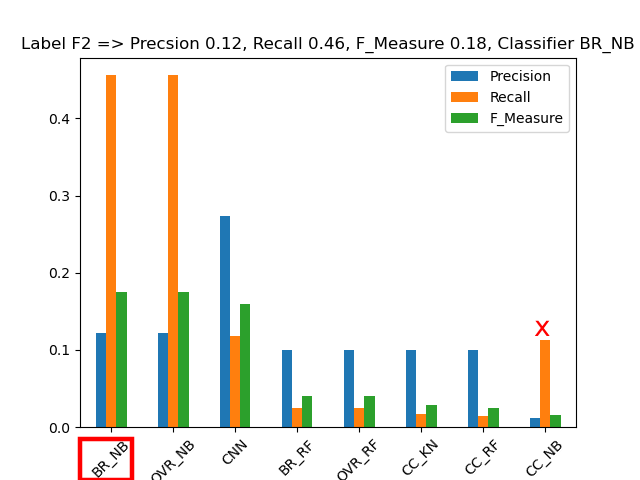 Label F2 => Precsion 0.12, Recall 0.46, F_Measure 0.18, Classifier BR_NB
Precision
Recall
F_Measure
0.4
0.3
0.2
0.1
0.0
x
BR_NB
OVR_NB
CNN
BR_RF
OVR_RF
CC_KN
CC_RF
CC_NB